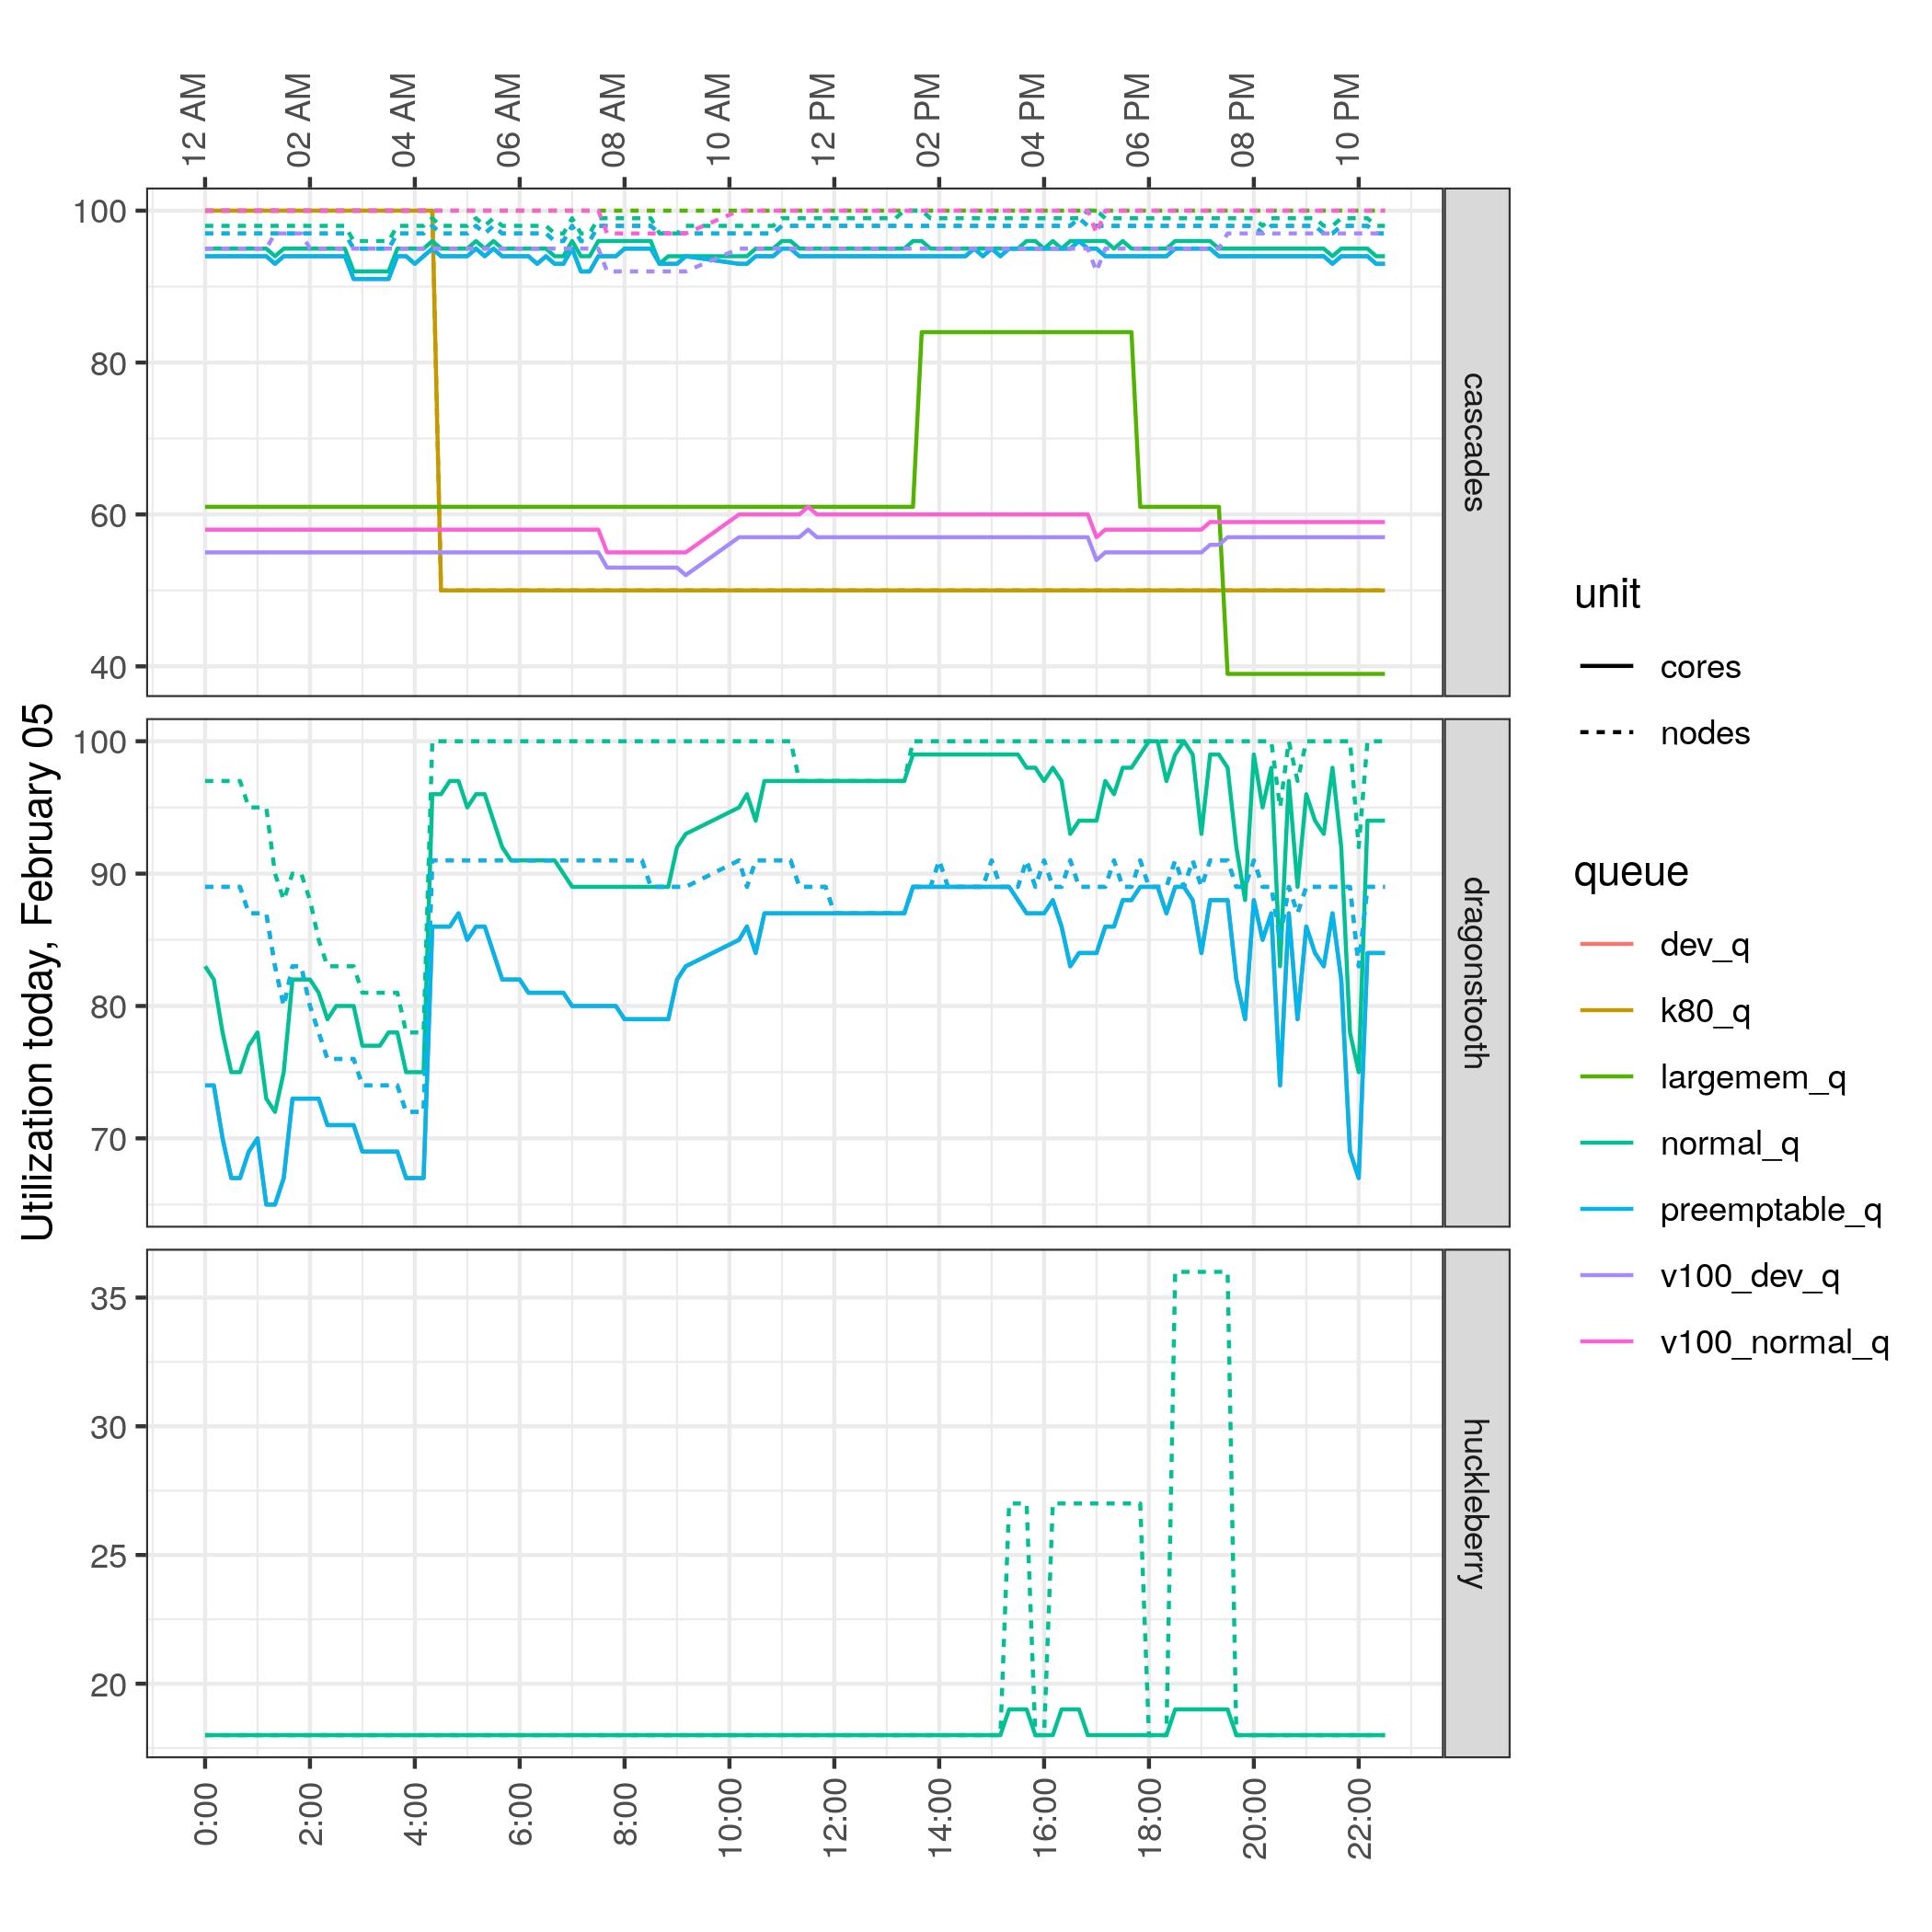 12 AM
02 AM
04 AM
06 AM
08 AM
10 AM
12 PM
02 PM
04 PM
06 PM
08 PM
10 PM
Utilization today, February 05
100
80
60
40
cascades
100
90
80
70
dragonstooth
35
30
25
20
huckleberry
0:00
2:00
4:00
6:00
8:00
10:00
12:00
14:00
16:00
18:00
20:00
22:00
unit
cores
nodes
queue
dev_q
k80_q
largemem_q
normal_q
preemptable_q
v100_dev_q
v100_normal_q